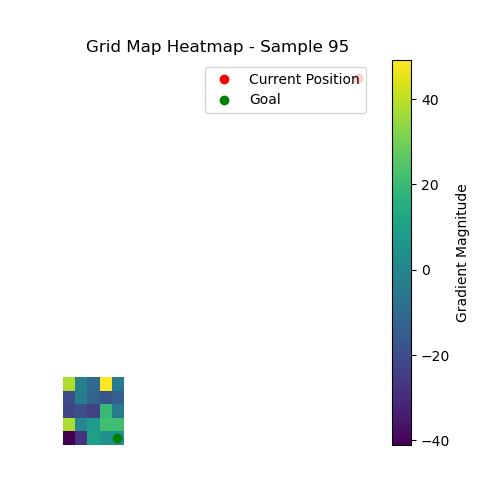 Grid Map Heatmap - Sample 95
Current Position
Goal
40
20
0
−20
−40
Gradient Magnitude